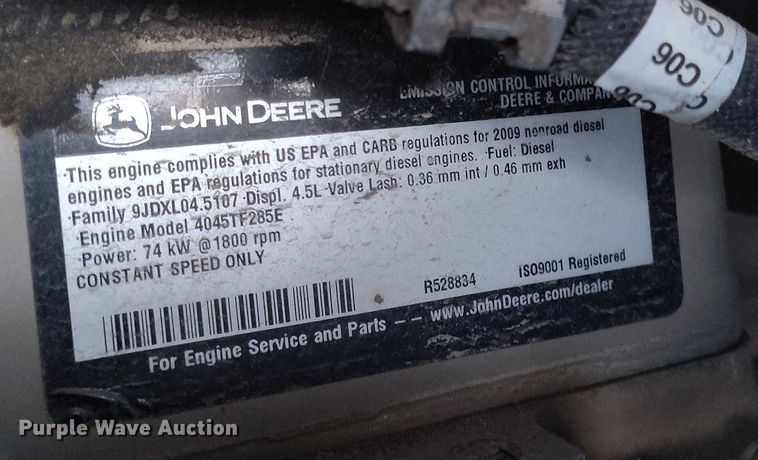 C06
C06
C06
EMISSION CONTROL INFORMA
DEERE & COMPAN
JOHN DEERE
This engine complies with US EPA and CARB regulations for 2009 nonroad diesel
engines and EPA regulations for stationary diesel engines. Fuel: Diesel
Family 9JDXL04.5107 Displ. 4.5L Valve Lash: 0.36 mm int / 0.46 mm exh
Engine Model 4045TF285E
Power: 74 kW @1800 rpm
CONSTANT SPEED ONLY
R528834 ISO9001 Registered
For Engine Service and Parts -- www.JohnDeere.com/dealer
Purple Wave Auction